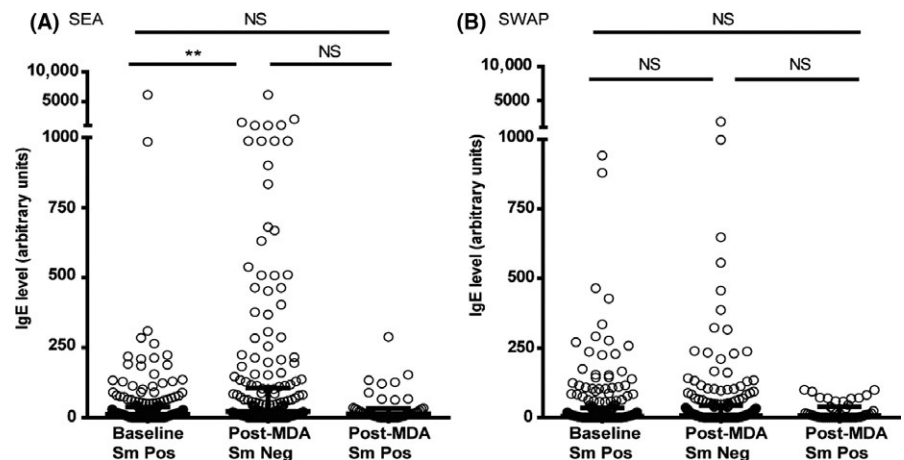 (A) SEA
NS
**
NS
10,000
5000
1000
750
500
250
0
IgE level (arbitrary units)
Baseline
Sm Pos
Post-MDA
Sm Neg
Post-MDA
Sm Pos
(B) SWAP
NS
NS
NS
10,000
5000
1000
750
500
250
0
IgE level (arbitrary units)
Baseline
Sm Pos
Post-MDA
Sm Neg
Post-MDA
Sm Pos